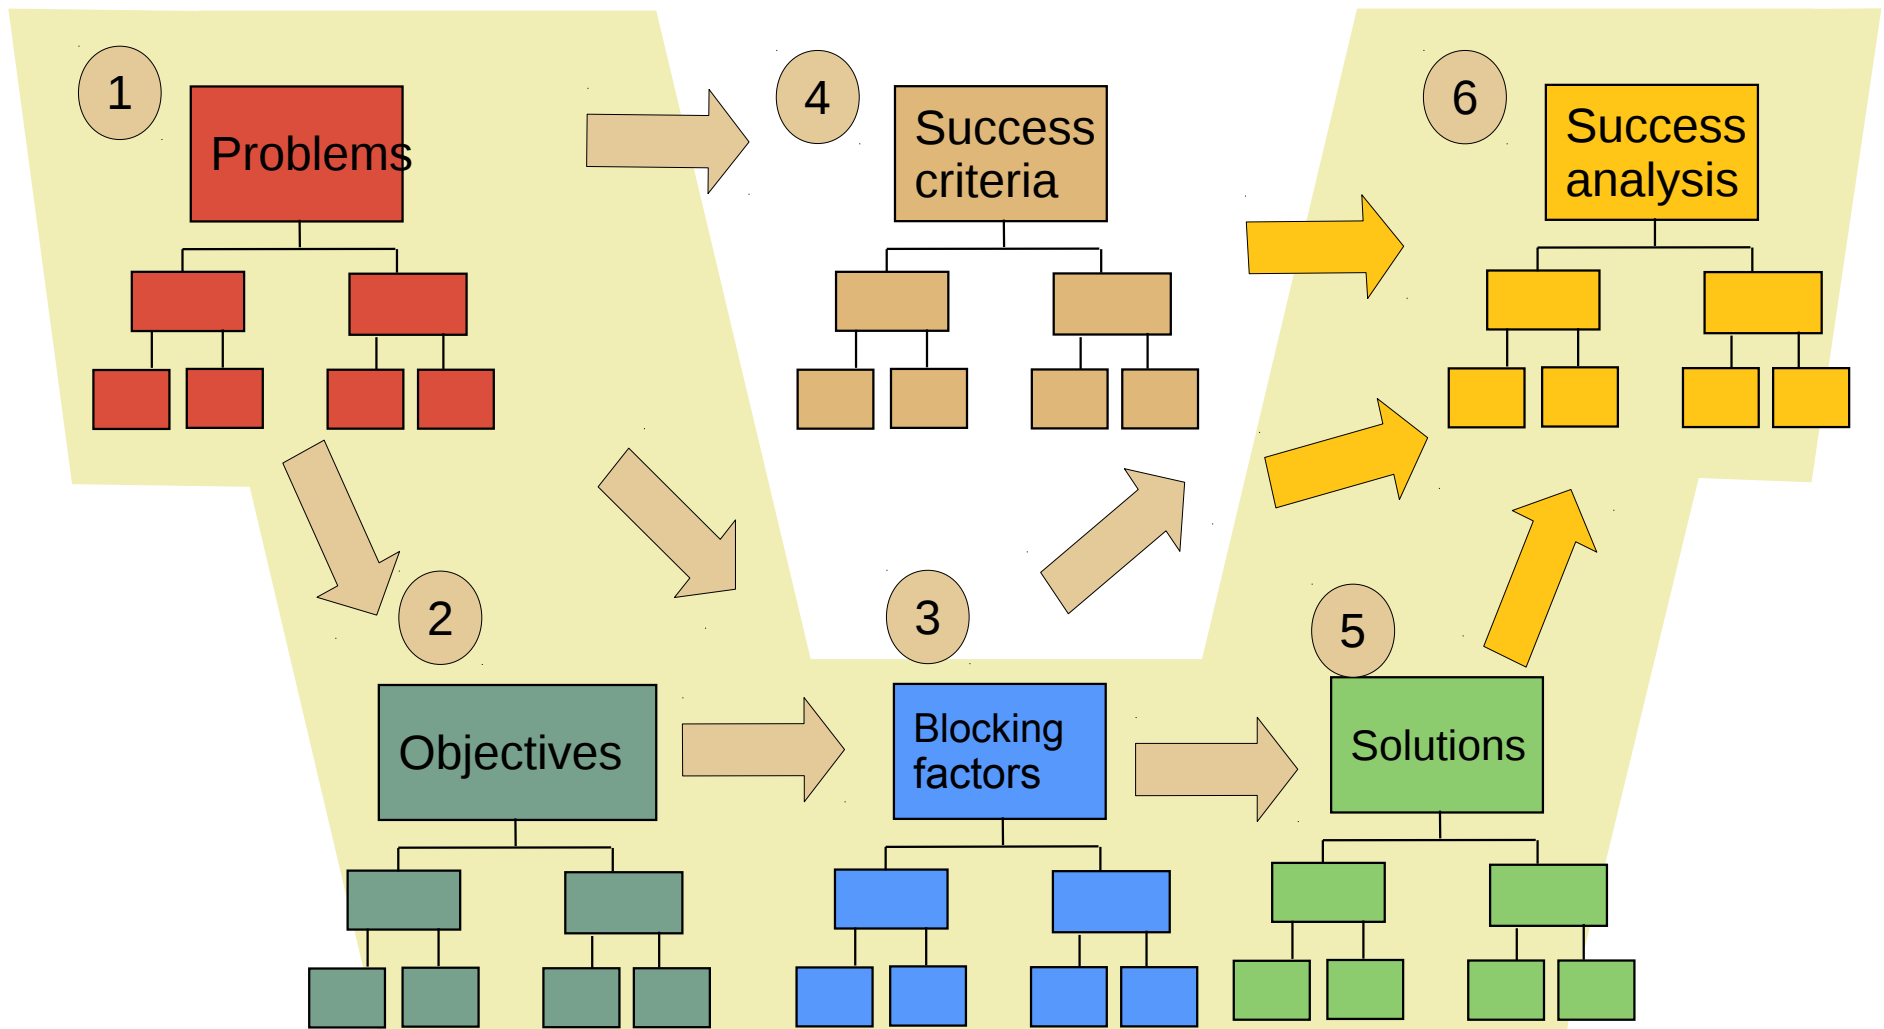 1
Problems
4
Success
criteria
6
Success
analysis
2
Objectives
3
Blocking
factors
5
Solutions